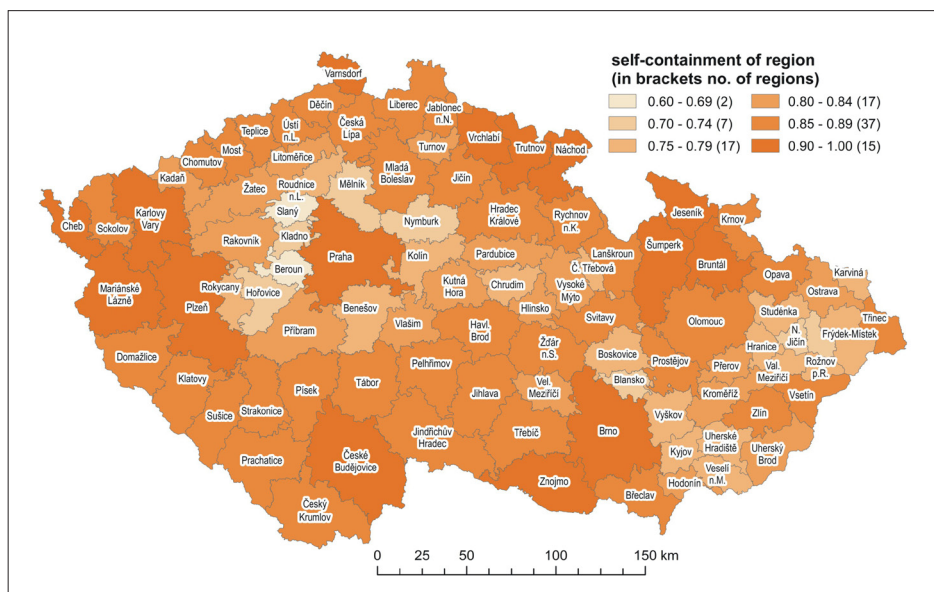 self-containment of region
(in brackets no. of regions)
0.60 - 0.69 (2)
0.80 - 0.84 (17)
0.70 - 0.74 (7)
0.85 - 0.89 (37)
0.75 - 0.79 (17)
0.90 - 1.00 (15)
Varnsdorf
Děčín
Liberec
Jablonec
n.N.
Teplice
Ústí
n.L.
Česká
Lípa
Vrchlabí
Trutnov
Náchod
Most
Turnov
Chomutov
Litoměřice
Kadaň
Mladá
Boleslav
Jičín
Žatec
Roudnice
n.L.
Mělník
Slaný
Nymburk
Hradec
Králové
Rychnov
n.K.
Jeseník
Krnov
Cheb
Sokolov
Karlovy
Vary
Rakovník
Kladno
Praha
Kolín
Pardubice
Lanškroun
Č. Třebová
Šumperk
Bruntál
Beroun
Opava
Karviná
Mariánské
Lázně
Plzeň
Rokycany
Hořovice
Kutná
Hora
Chrudim
Vysoké
Mýto
Ostrava
Benešov
Vlašim
Hlinsko
Svitavy
Olomouc
Studénka
Třinec
Příbram
Havl.
Brod
Žďár
n.S.
Boskovice
Prostějov
Hranice
N.
Jičín
Frýdek-Místek
Domažlice
Přerov
Val.
Meziříčí
Rožnov
p.R.
Klatovy
Písek
Tábor
Pelhřimov
Jihlava
Vel.
Meziříčí
Blansko
Kroměříž
Vsetín
Sušice
Strakonice
Vyškov
Zlín
Jindřichův
Hradec
Třebíč
Brno
Uherské
Hradiště
Uherský
Brod
Prachatice
České
Budějovice
Kyjov
Veselí
n.M.
Znojmo
Hodonín
Břeclav
Český
Krumlov
0 25 50 100 150 km